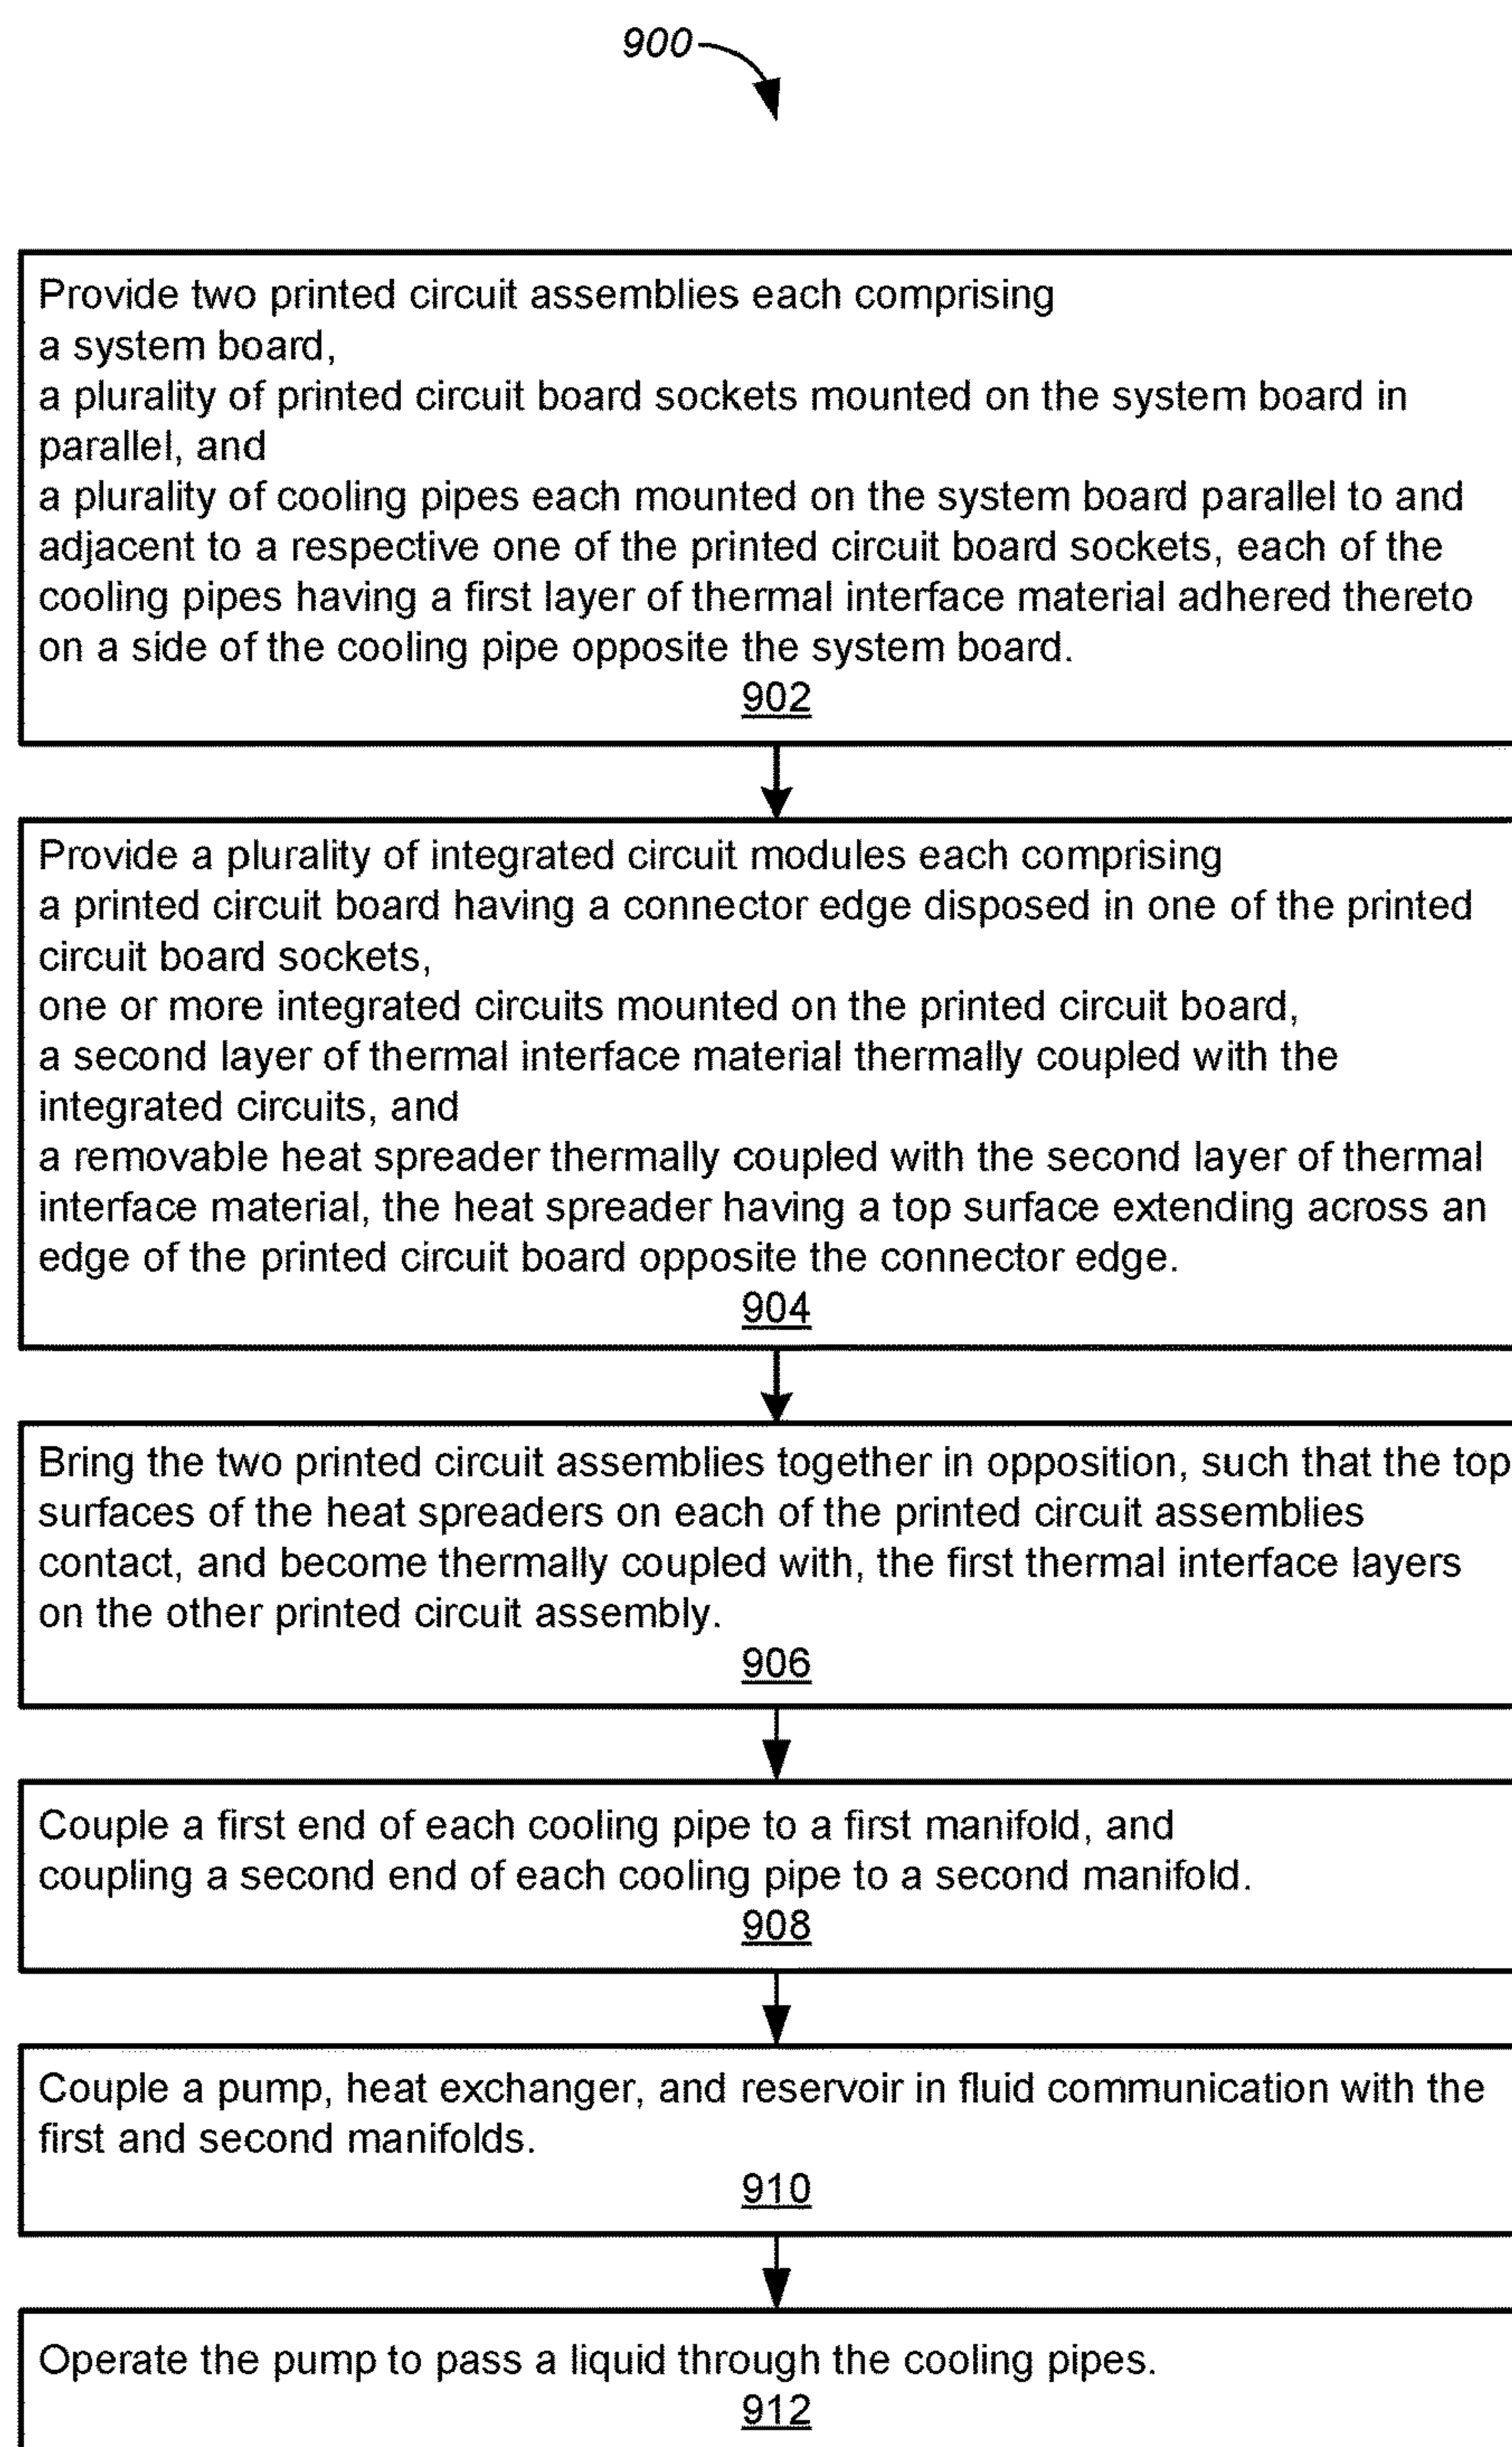 900
Provide two printed circuit assemblies each comprising
a system board,
a plurality of printed circuit board sockets mounted on the system board in
parallel, and
a plurality of cooling pipes each mounted on the system board parallel to and
adjacent to a respective one of the printed circuit board sockets, each of the
cooling pipes having a first layer of thermal interface material adhered thereto
on a side of the cooling pipe opposite the system board.
902
Provide a plurality of integrated circuit modules each comprising
a printed circuit board having a connector edge disposed in one of the printed
circuit board sockets,
one or more integrated circuits mounted on the printed circuit board,
a second layer of thermal interface material thermally coupled with the
integrated circuits, and
a removable heat spreader thermally coupled with the second layer of thermal
interface material, the heat spreader having a top surface extending across an
edge of the printed circuit board opposite the connector edge.
904
Bring the two printed circuit assemblies together in opposition, such that the top
surfaces of the heat spreaders on each of the printed circuit assemblies
contact, and become thermally coupled with, the first thermal interface layers
on the other printed circuit assembly.
906
Couple a first end of each cooling pipe to a first manifold, and
coupling a second end of each cooling pipe to a second manifold.
908
Couple a pump, heat exchanger, and reservoir in fluid communication with the
first and second manifolds.
910
Operate the pump to pass a liquid through the cooling pipes.
912